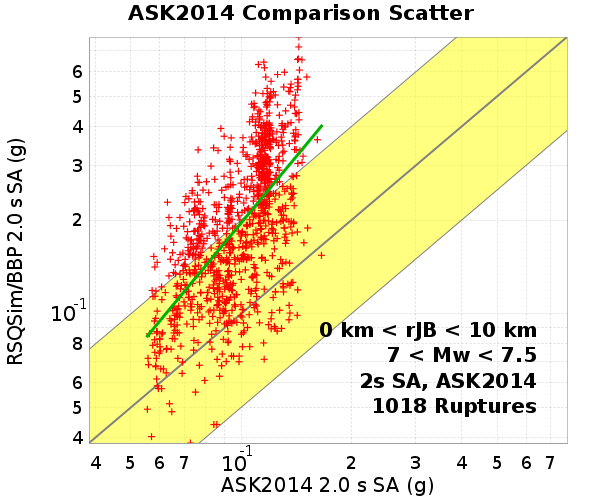 ASK2014 Comparison Scatter
RSQSim/BBP 2.0 s SA (g)
6
5
4
3
2
10⁻¹
8
6
5
4
0 km < rJB < 10 km
7 < Mw < 7.5
2s SA, ASK2014
1018 Ruptures
4 5 6 7 10⁻¹ 2 3 4 5 6 7
ASK2014 2.0 s SA (g)